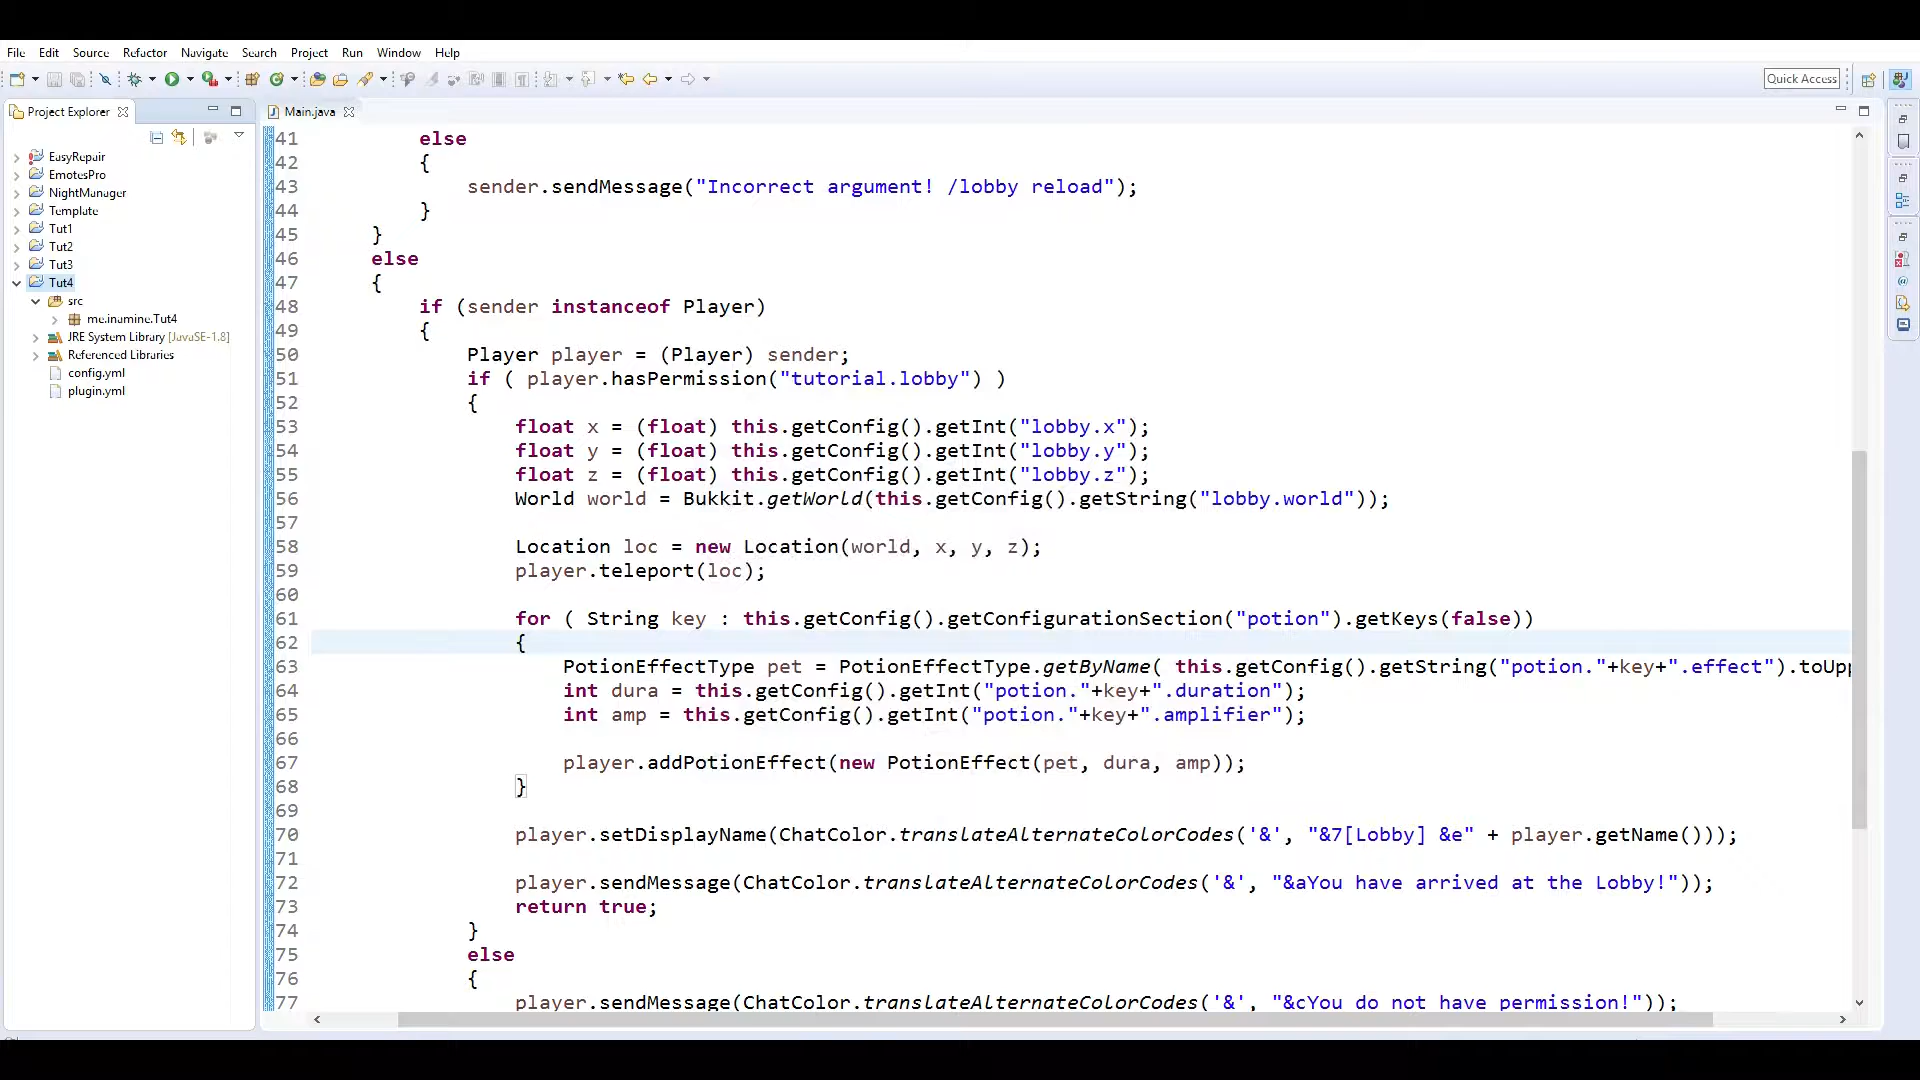 File Edit Source Refactor Navigate Search Project Run Window Help
Quick Access
Project Explorer
Main.java
EasyRepair
EmotesPro
NightManager
Template
Tut1
Tut2
Tut3
Tut4
src
me.inamine.Tut4
JRE System Library [JavaSE-1.8]
Referenced Libraries
config.yml
plugin.yml
41 else
42 {
43 sender.sendMessage("Incorrect argument! /lobby reload");
44 }
45 }
46 else
47 {
48 if (sender instanceof Player)
49 {
50 Player player = (Player) sender;
51 if ( player.hasPermission("tutorial.lobby") )
52 {
53 float x = (float) this.getConfig().getInt("lobby.x");
54 float y = (float) this.getConfig().getInt("lobby.y");
55 float z = (float) this.getConfig().getInt("lobby.z");
56 World world = Bukkit.getWorld(this.getConfig().getString("lobby.world"));
57
58 Location loc = new Location(world, x, y, z);
59 player.teleport(loc);
60
61 for ( String key : this.getConfig().getConfigurationSection("potion").getKeys(false))
62 {
63 PotionEffectType pet = PotionEffectType.getByName( this.getConfig().getString("potion."+key+".effect").toUpp
64 int dura = this.getConfig().getInt("potion."+key+".duration");
65 int amp = this.getConfig().getInt("potion."+key+".amplifier");
66
67 player.addPotionEffect(new PotionEffect(pet, dura, amp));
68 }
69
70 player.setDisplayName(ChatColor.translateAlternateColorCodes('&', "&7[Lobby] &e" + player.getName()));
71
72 player.sendMessage(ChatColor.translateAlternateColorCodes('&', "&aYou have arrived at the Lobby!"));
73 return true;
74 }
75 else
76 {
77 player.sendMessage(ChatColor.translateAlternateColorCodes('&', "&cYou do not have permission!"));